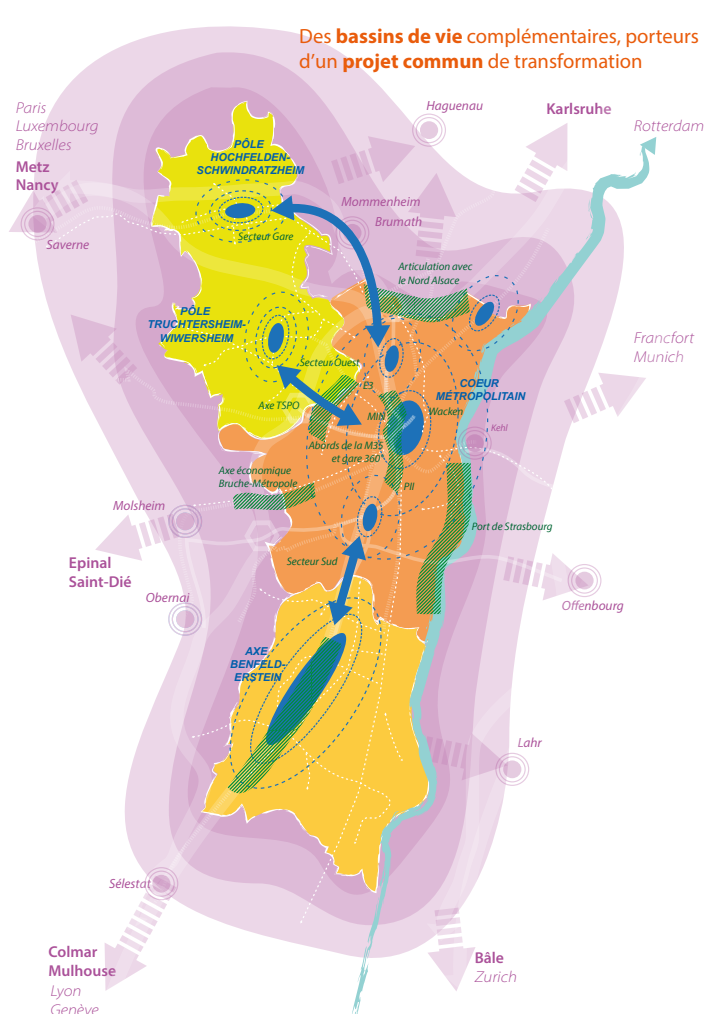 Des bassins de vie complémentaires, porteurs
d'un projet commun de transformation
Paris
Luxembourg
Bruxelles
Metz
Nancy
Saverne
Haguenau
Karlsruhe
Rotterdam
PÔLE
HOCHFELDEN-
SCHWINDRATZHEIM
Secteur Gare
Mommenheim
Brumath
Articulation avec
le Nord Alsace
PÔLE
TRUCHTERSHEIM-
WIWERSHEIM
Secteur Ouest
Francfort
Munich
E3
COEUR
MÉTROPOLITAIN
Axe TSPO
MIN
Wacken
Kehl
Abords de la M35
et gare 360°
Axe économique
Bruche-Métropole
PII
Molsheim
Port de Strasbourg
Epinal
Saint-Dié
Secteur Sud
Obernai
Offenbourg
AXE
BENFELD-
ERSTEIN
Lahr
Sélestat
Colmar
Mulhouse
Lyon
Genève
Bâle
Zurich